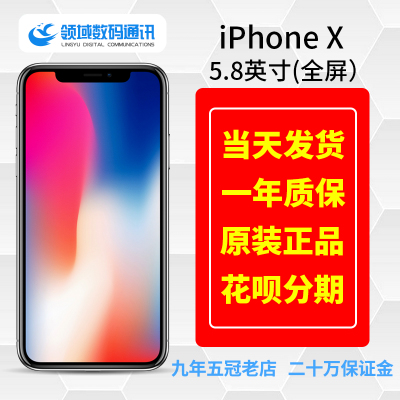 领域数码通讯
LINGYU DIGITAL COMMUNICATIONS
iPhone X
5.8英寸(全屏）
当天发货
一年质保
原装正品
花呗分期
九年五冠老店 二十万保证金